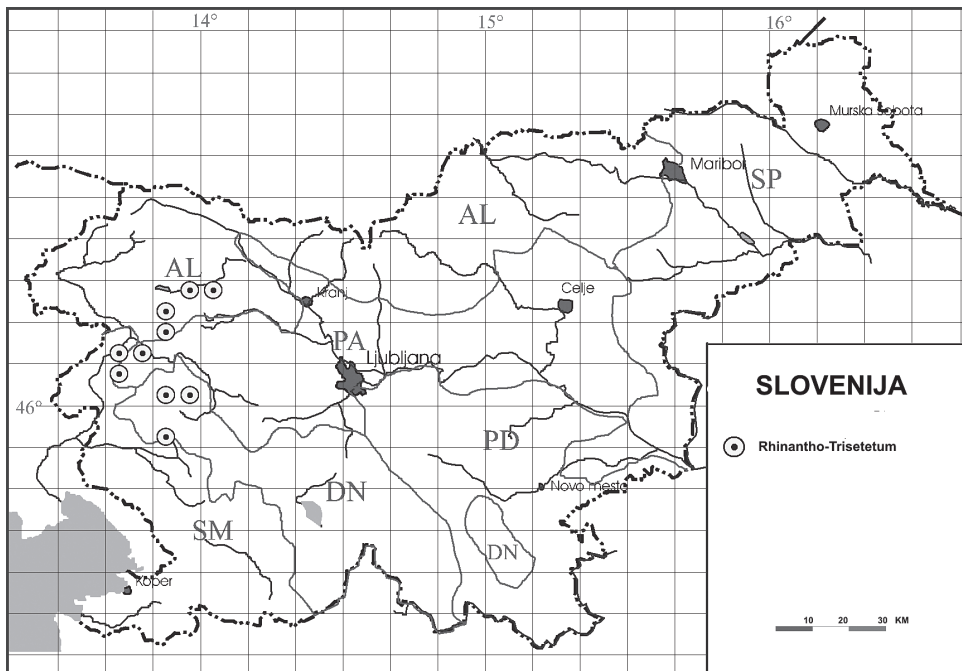 14° 15° 16°
Murska Sobota
Maribor SP
AL
AL
Kranj Celje
PA
Ljubljana
SLOVENIJA
46°
PD
Rhinantho-Trisetetum
Novo mesto
DN
SM
DN
Koper
10 20 30 KM